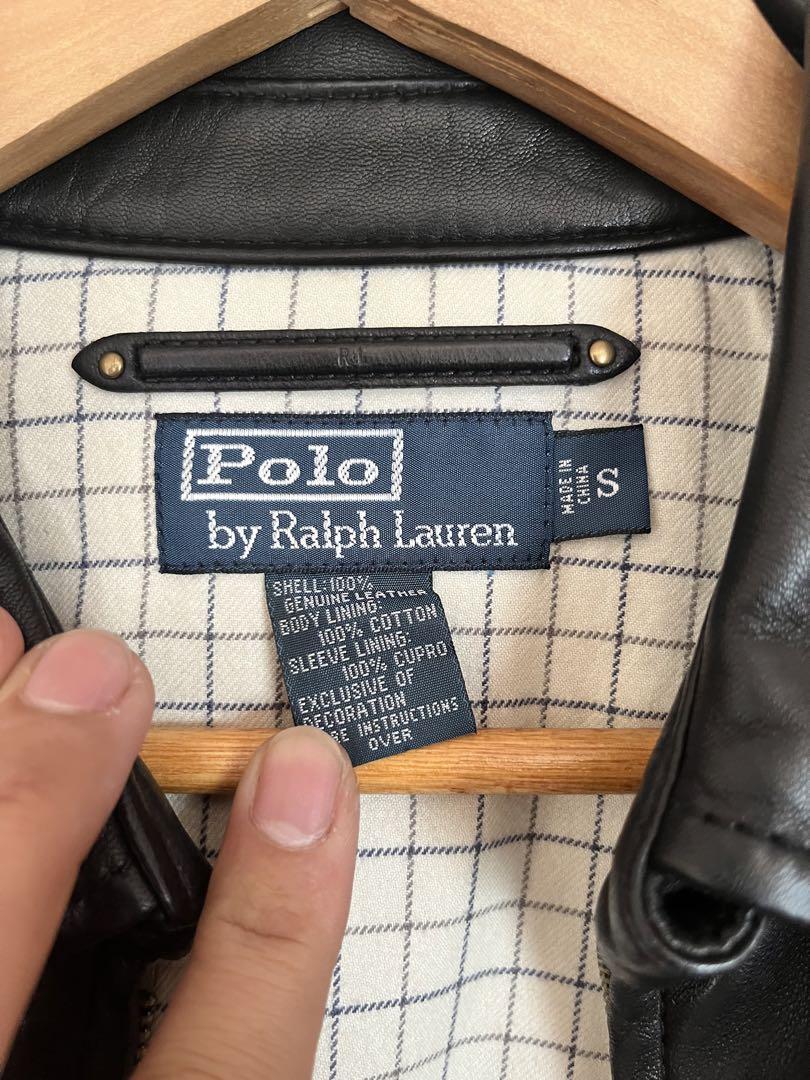 RL
Polo
by Ralph Lauren
MADE IN
CHINA
S
SHELL:100%
GENUINE LEATHER
BODY LINING:
100% COTTON
SLEEVE LINING:
100% CUPRO
EXCLUSIVE OF
DECORATION
INSTRUCTIONS
OVER